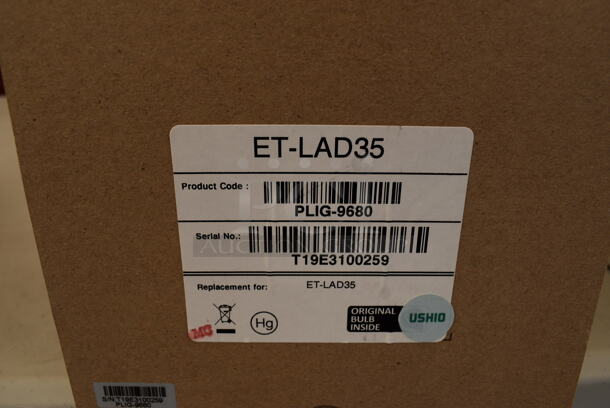 ET-LAD35
Product Code :
PLIG-9680
Serial No.:
T19E3100259
Replacement for: ET-LAD35
Hg
ORIGINAL
BULB
INSIDE
USHIO
S/N:T19E3100259
PLIG-9680